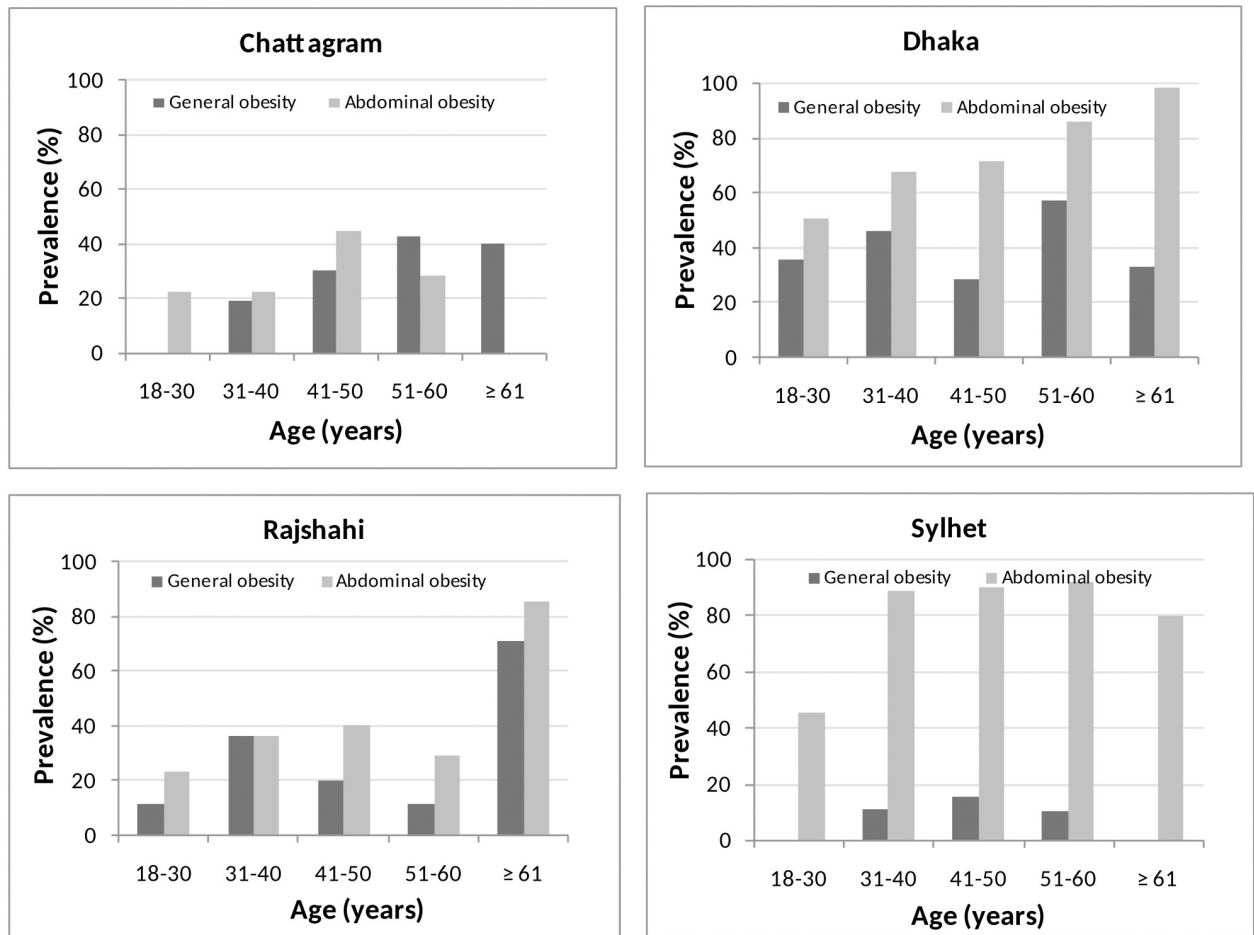 Chattagram
100
General obesity Abdominal obesity
80
60
40
20
0
Prevalence (%)
18-30 31-40 41-50 51-60 ≥ 61
Age (years)
Dhaka
100
General obesity Abdominal obesity
80
60
40
20
0
Prevalence (%)
18-30 31-40 41-50 51-60 ≥ 61
Age (years)
Rajshahi
100
General obesity Abdominal obesity
80
60
40
20
0
Prevalence (%)
18-30 31-40 41-50 51-60 ≥ 61
Age (years)
Sylhet
100
General obesity Abdominal obesity
80
60
40
20
0
Prevalence (%)
18-30 31-40 41-50 51-60 ≥ 61
Age (years)